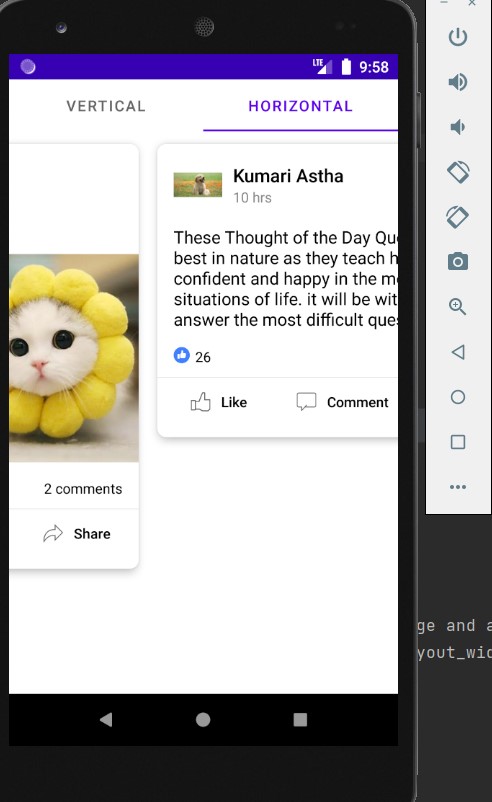 LTE 9:58
VERTICAL HORIZONTAL
Kumari Astha
10 hrs
These Thought of the Day Qu
best in nature as they teach h
confident and happy in the m
situations of life. it will be wit
answer the most difficult ques
26
Like Comment
2 comments
Share
ge and a
yout_wid